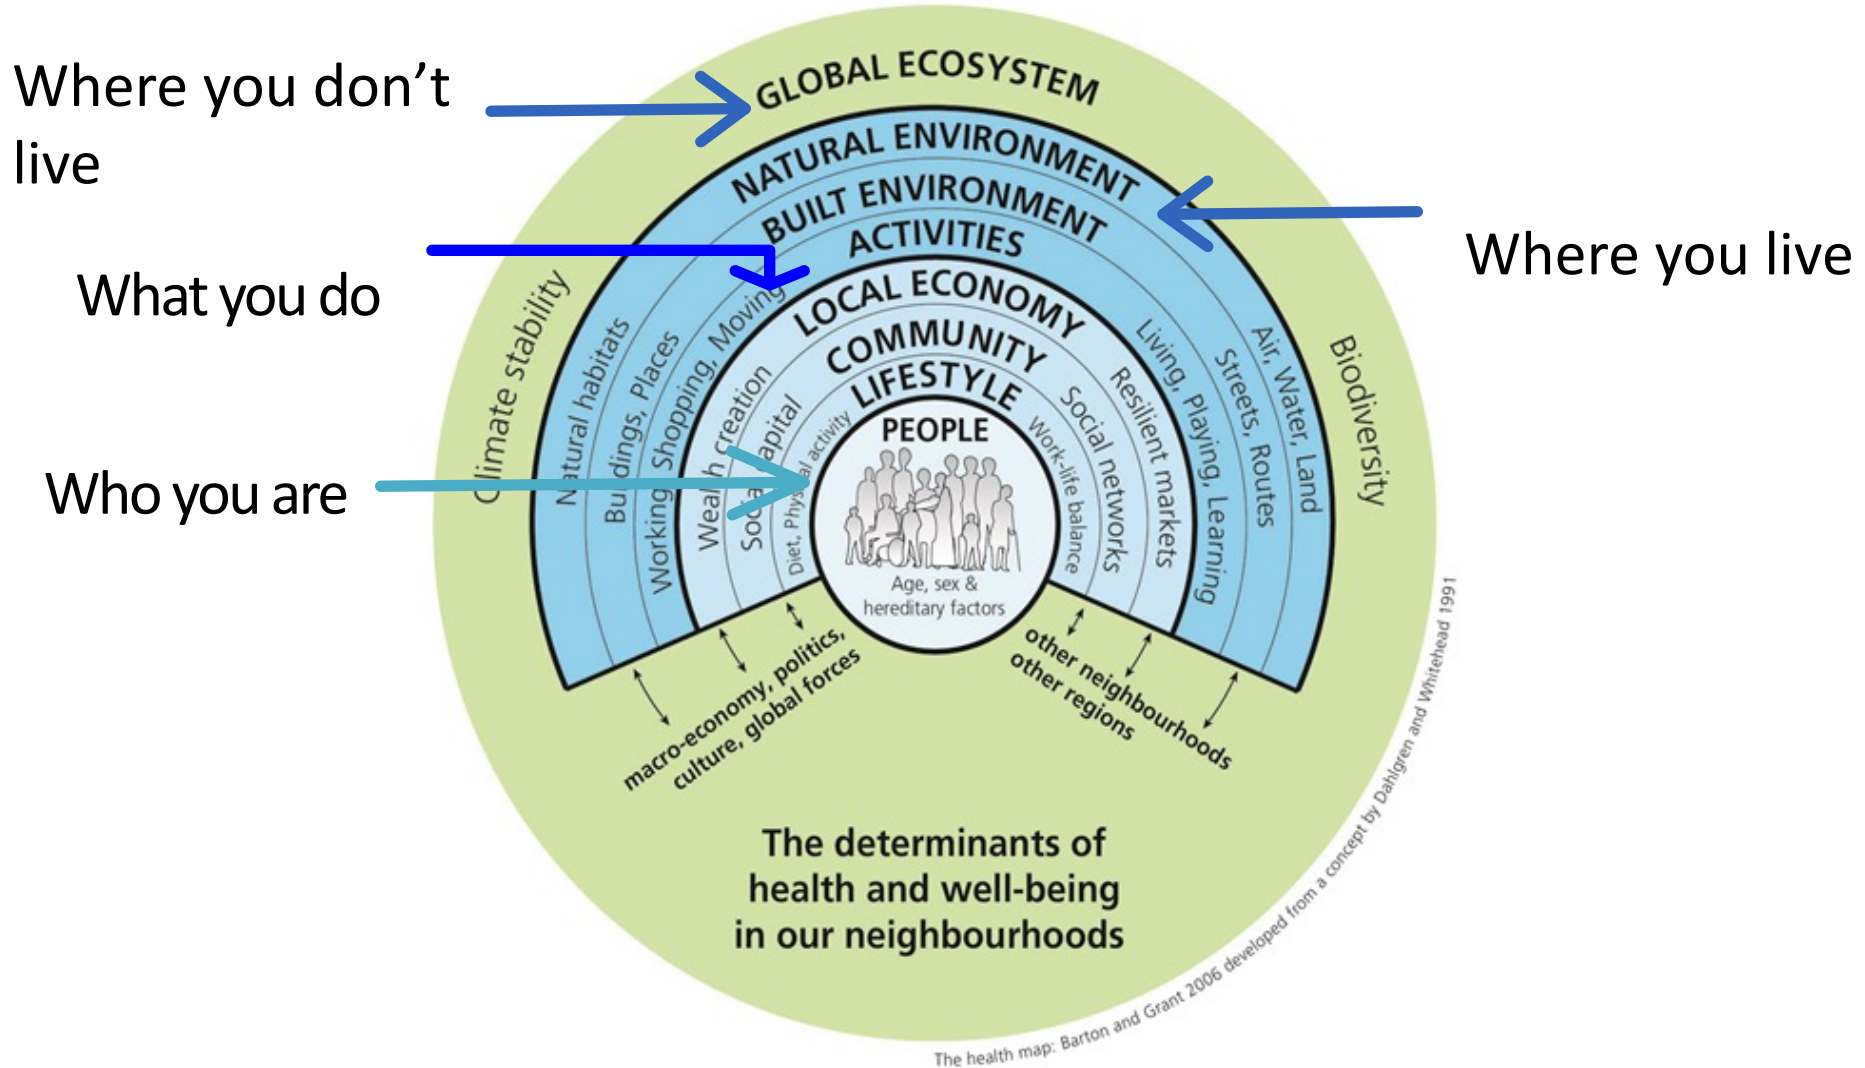 Where you don’t
live
What you do
Who you are
Where you live
GLOBAL ECOSYSTEM
NATURAL ENVIRONMENT
BUILT ENVIRONMENT
ACTIVITIES
LOCAL ECONOMY
COMMUNITY
LIFESTYLE
PEOPLE
Age, sex &
hereditary factors
Climate stability
Natural habitats
Buildings, Places
Working, Shopping, Moving
Wealth creation
Social capital
Diet, Physical activity
Work-life balance
Social networks
Resilient markets
Living, Playing, Learning
Streets, Routes
Air, Water, Land
Biodiversity
macro-economy, politics,
culture, global forces
other neighbourhoods
other regions
The determinants of
health and well-being
in our neighbourhoods
The health map: Barton and Grant 2006 developed from a concept by Dahlgren and Whitehead 1991